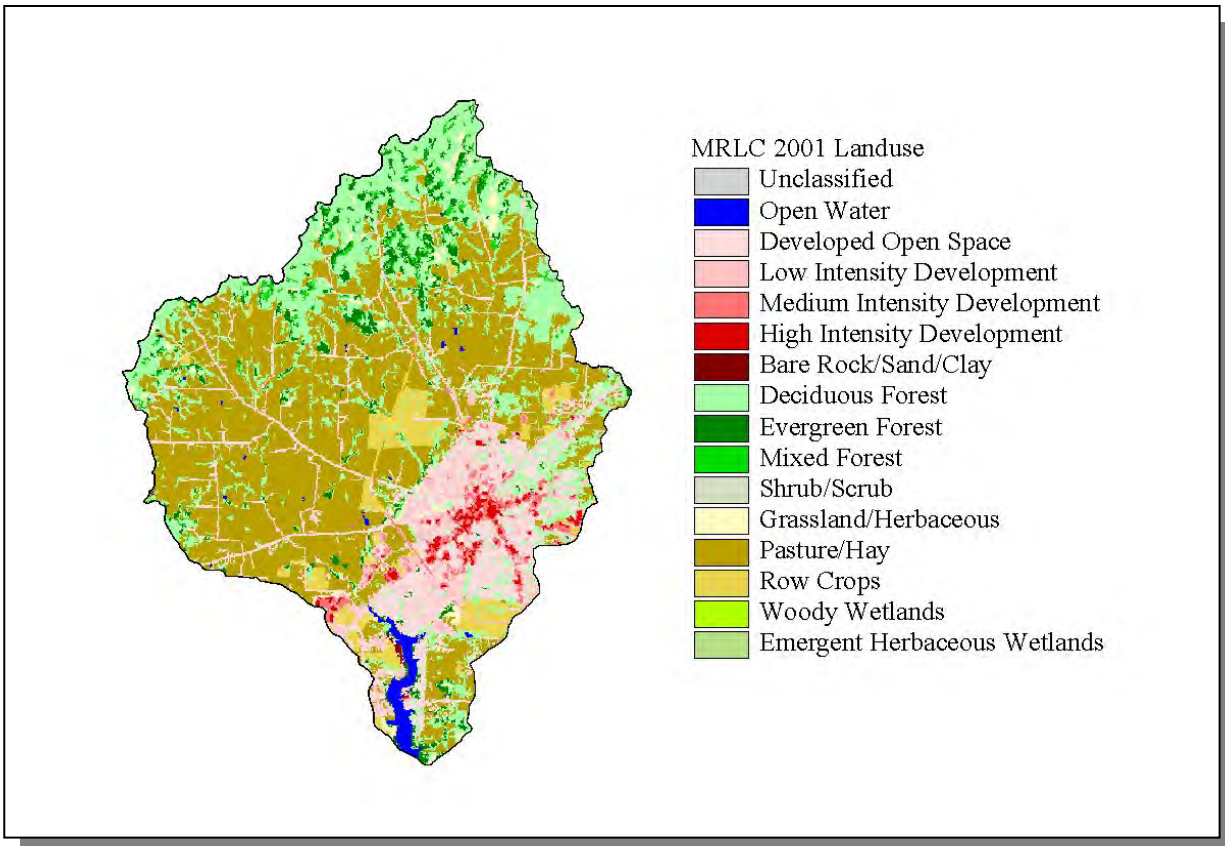 MRLC 2001 Landuse
Unclassified
Open Water
Developed Open Space
Low Intensity Development
Medium Intensity Development
High Intensity Development
Bare Rock/Sand/Clay
Deciduous Forest
Evergreen Forest
Mixed Forest
Shrub/Scrub
Grassland/Herbaceous
Pasture/Hay
Row Crops
Woody Wetlands
Emergent Herbaceous Wetlands